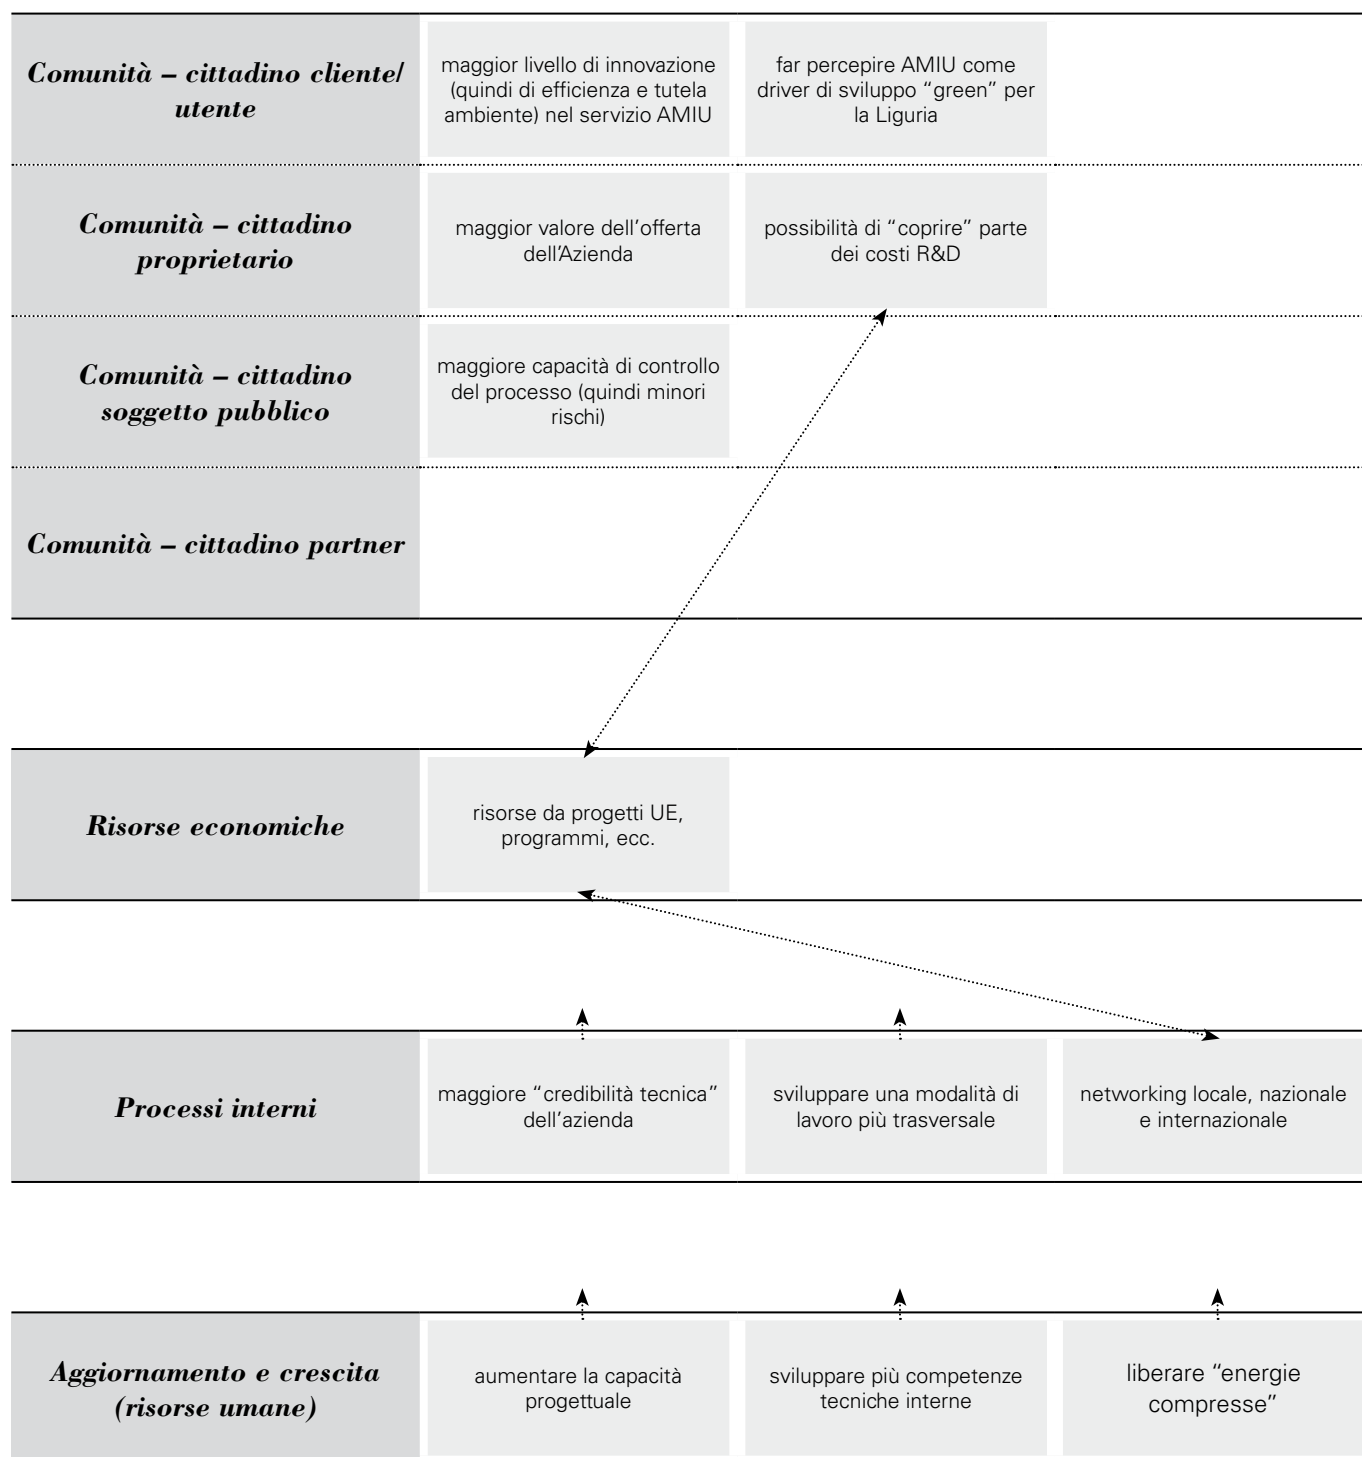 Comunità – cittadino cliente/
utente
maggior livello di innovazione
(quindi di efficienza e tutela
ambiente) nel servizio AMIU
far percepire AMIU come
driver di sviluppo “green” per
la Liguria
Comunità – cittadino
proprietario
maggior valore dell’offerta
dell’Azienda
possibilità di “coprire” parte
dei costi R&D
Comunità – cittadino
soggetto pubblico
maggiore capacità di controllo
del processo (quindi minori
rischi)
Comunità – cittadino partner
Risorse economiche
risorse da progetti UE,
programmi, ecc.
Processi interni
maggiore “credibilità tecnica”
dell’azienda
sviluppare una modalità di
lavoro più trasversale
networking locale, nazionale
e internazionale
Aggiornamento e crescita
(risorse umane)
aumentare la capacità
progettuale
sviluppare più competenze
tecniche interne
liberare “energie
compresse”